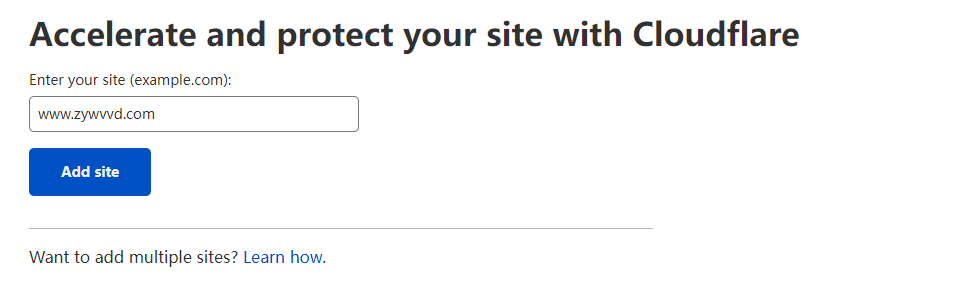 Accelerate and protect your site with Cloudflare
Enter your site (example.com):
www.zywvvd.com
Add site
Want to add multiple sites? Learn how.